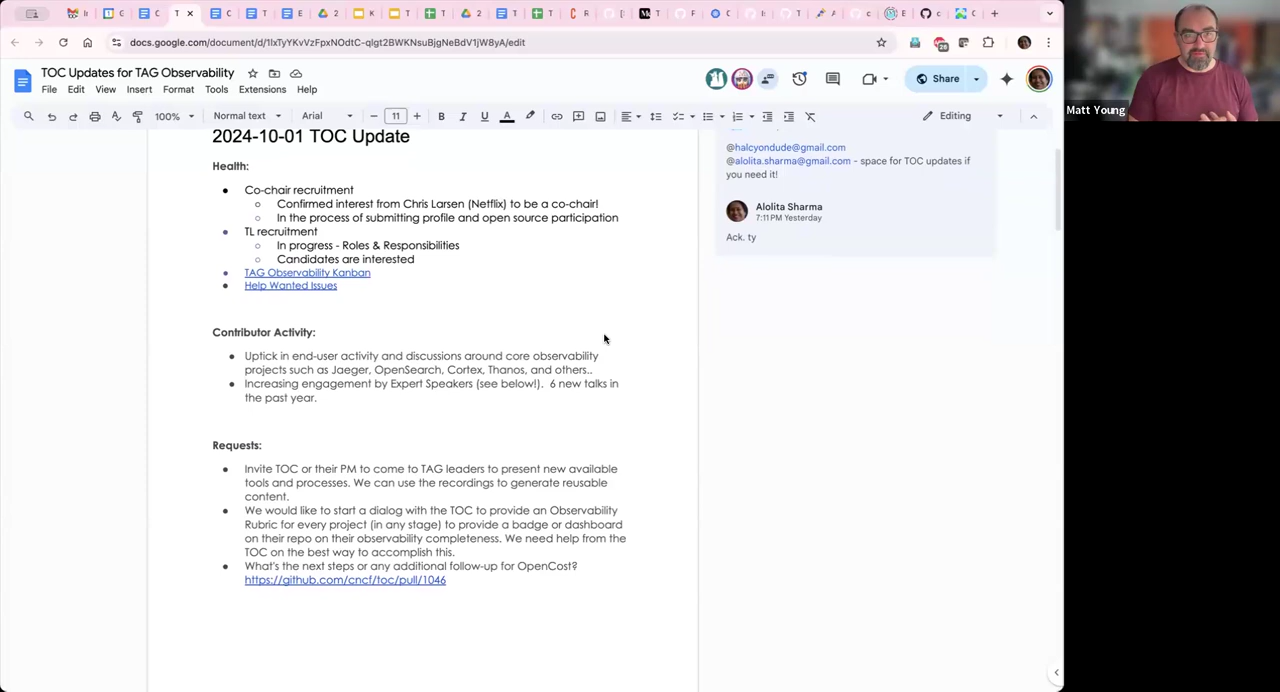 docs.google.com/document/d/1lxTyYKvVzFpxNOdtC-qlgt2BWKNsuBjgNeBdV1jW8yA/edit
TOC Updates for TAG Observability
File Edit View Insert Format Tools Extensions Help
Share
100% Normal text Arial 11 Editing
2024-10-01 TOC Update
Health:
Co-chair recruitment
Confirmed interest from Chris Larsen (Netflix) to be a co-chair!
In the process of submitting profile and open source participation
TL recruitment
In progress - Roles & Responsibilities
Candidates are interested
TAG Observability Kanban
Help Wanted Issues
Contributor Activity:
Uptick in end-user activity and discussions around core observability
projects such as Jaeger, OpenSearch, Cortex, Thanos, and others..
Increasing engagement by Expert Speakers (see below!). 6 new talks in
the past year.
Requests:
Invite TOC or their PM to come to TAG leaders to present new available
tools and processes. We can use the recordings to generate reusable
content.
We would like to start a dialog with the TOC to provide an Observability
Rubric for every project (in any stage) to provide a badge or dashboard
on their repo on their observability completeness. We need help from the
TOC on the best way to accomplish this.
What's the next steps or any additional follow-up for OpenCost?
https://github.com/cncf/toc/pull/1046
@halcyondude@gmail.com
@alolita.sharma@gmail.com - space for TOC updates if
you need it!
Alolita Sharma
7:11 PM Yesterday
Ack. ty
Matt Young